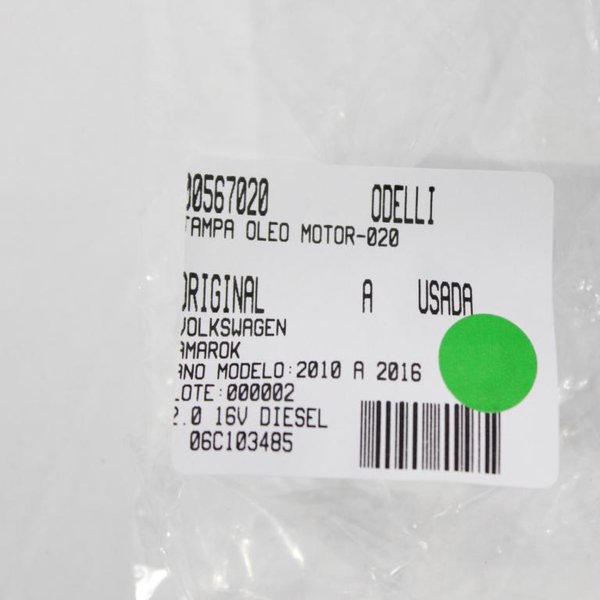 00567020 ODELLI
TAMPA OLEO MOTOR-020
ORIGINAL A USADA
VOLKSWAGEN
AMAROK
ANO MODELO:2010 A 2016
LOTE:000002
2.0 16V DIESEL
06C103485